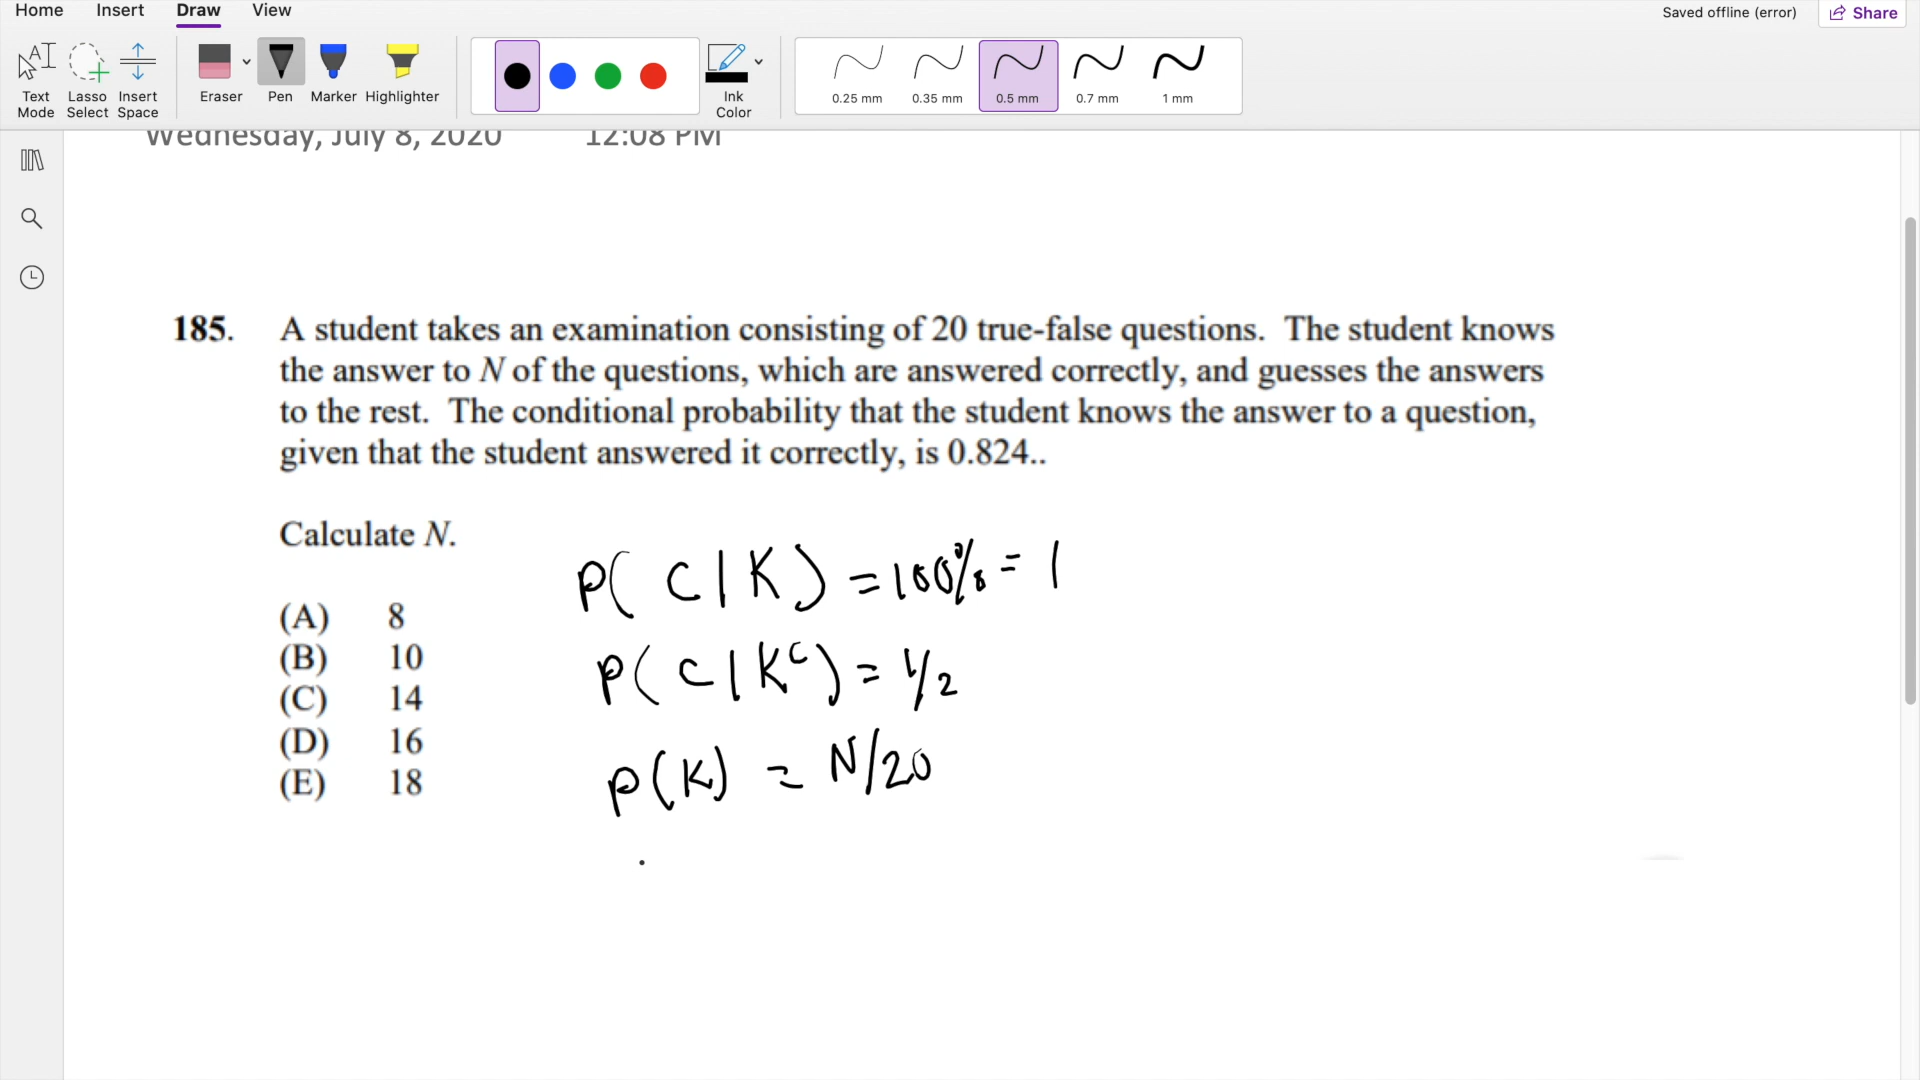 Home Insert Draw View
Saved offline (error) Share
Text Mode
Lasso Select
Insert Space
Eraser
Pen
Marker
Highlighter
Ink Color
0.25 mm 0.35 mm 0.5 mm 0.7 mm 1 mm
Wednesday, July 8, 2020 12:08 PM
185. A student takes an examination consisting of 20 true-false questions. The student knows
the answer to N of the questions, which are answered correctly, and guesses the answers
to the rest. The conditional probability that the student knows the answer to a question,
given that the student answered it correctly, is 0.824..
Calculate N.
(A) 8
(B) 10
(C) 14
(D) 16
(E) 18
P( C | K ) = 100% = 1
P( C | Kᶜ ) = 1/2
P(K) = N/20